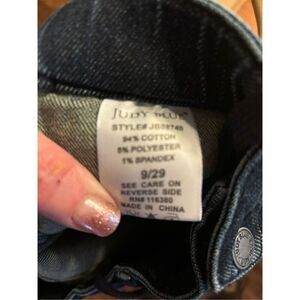 JUDY BLUE
STYLE# JB88748
94% COTTON
5% POLYESTER
1% SPANDEX
9/29
SEE CARE ON
REVERSE SIDE
RN# 116380
MADE IN CHINA